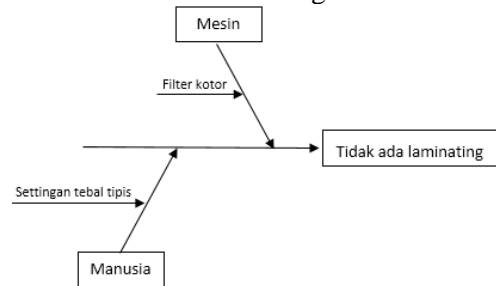 Mesin
Filter kotor
Tidak ada laminating
Settingan tebal tipis
Manusia